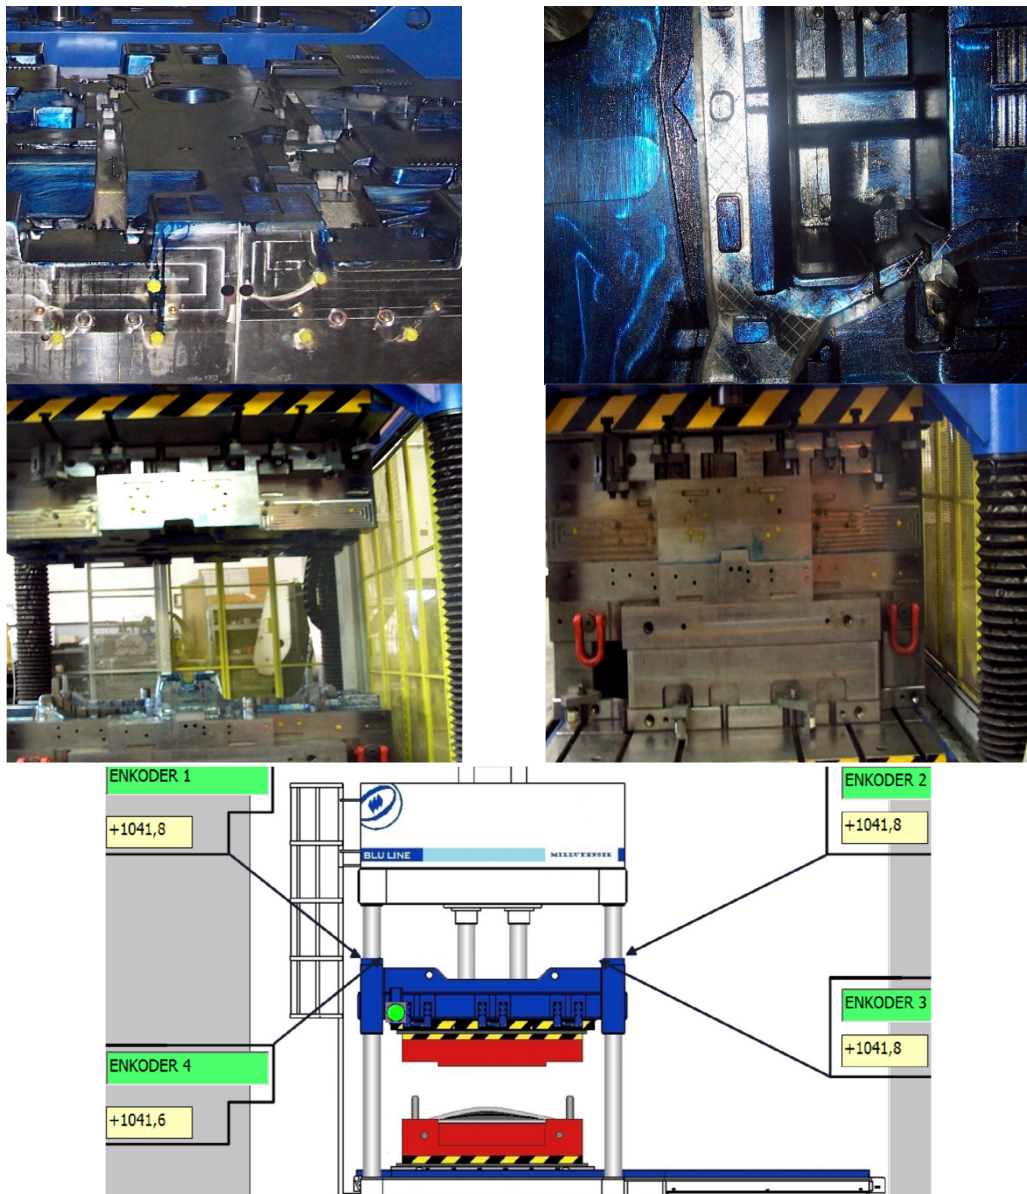 ENKODER 1
+1041,8
ENKODER 2
+1041,8
BLU LINE
MILLUTENSIL
ENKODER 3
+1041,8
ENKODER 4
+1041,6